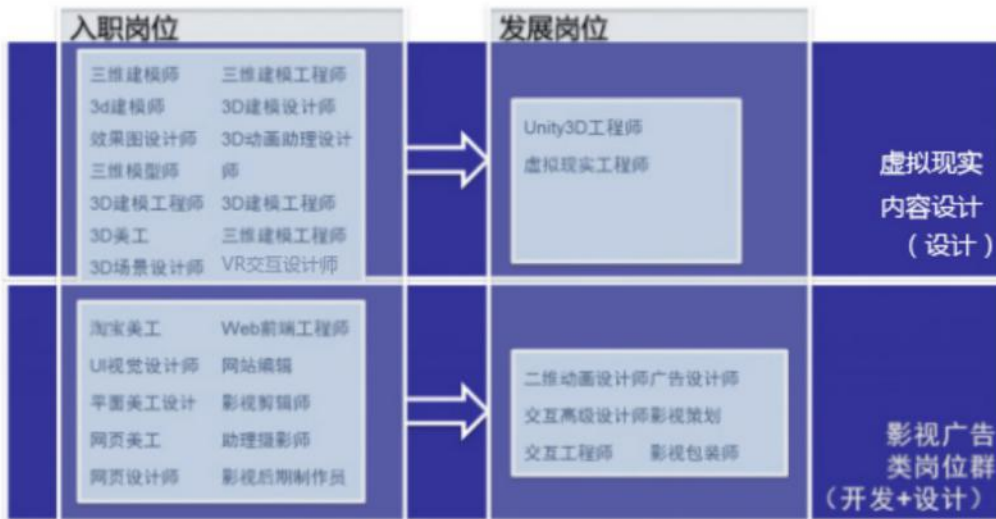 入职岗位
发展岗位
三维建模师 三维建模工程师
3d建模师 3D建模设计师
效果图设计师 3D动画助理设计
三维模型师 师
3D建模工程师 3D建模工程师
3D美工 三维建模工程师
3D场景设计师 VR交互设计师
Unity3D工程师
虚拟现实工程师
虚拟现实
内容设计
（设计）
淘宝美工 Web前端工程师
UI视觉设计师 网站编辑
平面美工设计 影视剪辑师
网页美工 助理摄影师
网页设计师 影视后期制作员
二维动画设计师广告设计师
交互高级设计师影视策划
交互工程师 影视包装师
影视广告
类岗位群
（开发+设计）